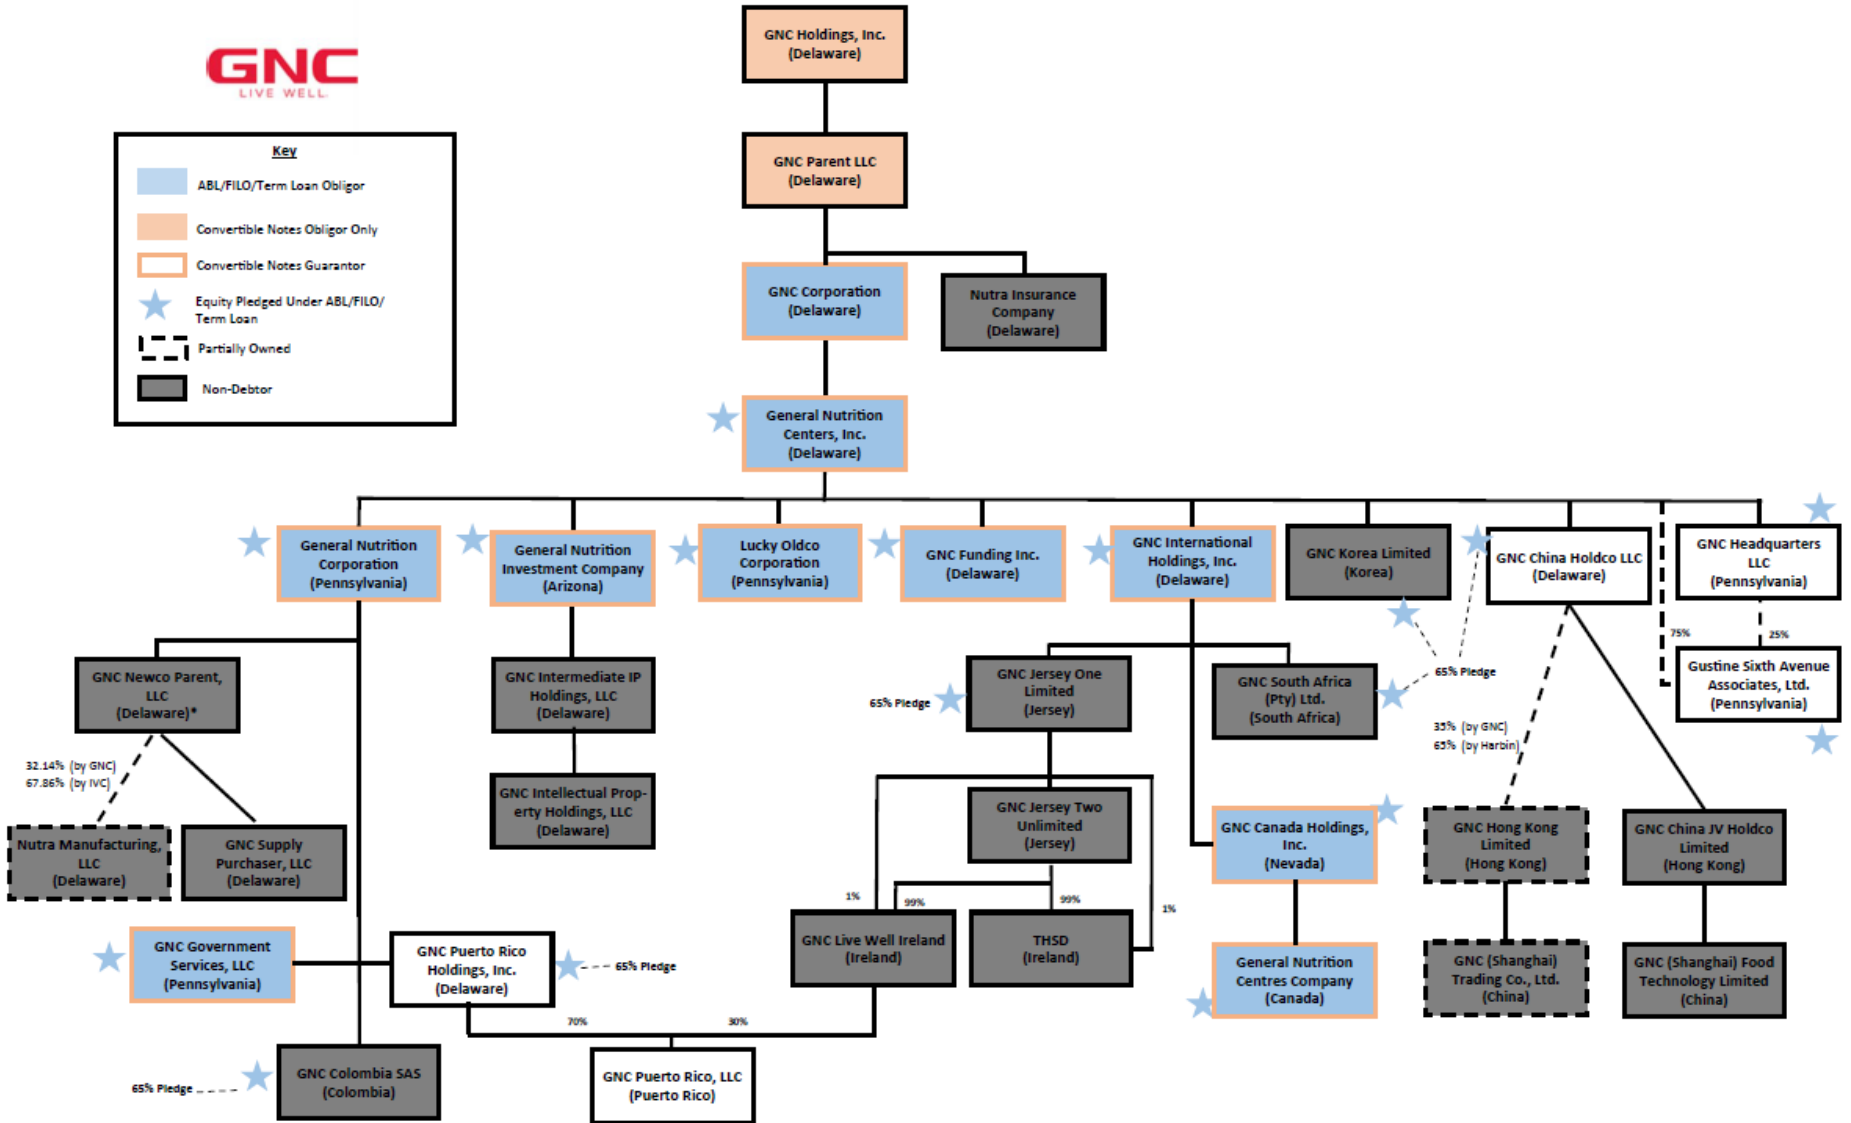 GNC
LIVE WELL.
Key
ABL/FILO/Term Loan Obligor
Convertible Notes Obligor Only
Convertible Notes Guarantor
Equity Pledged Under ABL/FILO/
Term Loan
Partially Owned
Non-Debtor
GNC Holdings, Inc.
(Delaware)
GNC Parent LLC
(Delaware)
GNC Corporation
(Delaware)
Nutra Insurance
Company
(Delaware)
General Nutrition
Centers, Inc.
(Delaware)
General Nutrition
Corporation
(Pennsylvania)
General Nutrition
Investment Company
(Arizona)
Lucky Oldco
Corporation
(Pennsylvania)
GNC Funding Inc.
(Delaware)
GNC International
Holdings, Inc.
(Delaware)
GNC Korea Limited
(Korea)
GNC China Holdco LLC
(Delaware)
GNC Headquarters
LLC
(Pennsylvania)
75%
25%
65% Pledge
GNC Newco Parent,
LLC
(Delaware)*
GNC Intermediate IP
Holdings, LLC
(Delaware)
65% Pledge
GNC Jersey One
Limited
(Jersey)
GNC South Africa
(Pty) Ltd.
(South Africa)
Gustine Sixth Avenue
Associates, Ltd.
(Pennsylvania)
35% (by GNC)
65% (by Harbin)
32.14% (by GNC)
67.86% (by IVC)
Nutra Manufacturing,
LLC
(Delaware)
GNC Supply
Purchaser, LLC
(Delaware)
GNC Intellectual Prop-
erty Holdings, LLC
(Delaware)
GNC Jersey Two
Unlimited
(Jersey)
GNC Canada Holdings,
Inc.
(Nevada)
GNC Hong Kong
Limited
(Hong Kong)
GNC China JV Holdco
Limited
(Hong Kong)
1%
99%
99%
1%
GNC Government
Services, LLC
(Pennsylvania)
GNC Puerto Rico
Holdings, Inc.
(Delaware)
65% Pledge
GNC Live Well Ireland
(Ireland)
THSD
(Ireland)
General Nutrition
Centres Company
(Canada)
GNC (Shanghai)
Trading Co., Ltd.
(China)
GNC (Shanghai) Food
Technology Limited
(China)
70%
30%
65% Pledge
GNC Colombia SAS
(Colombia)
GNC Puerto Rico, LLC
(Puerto Rico)